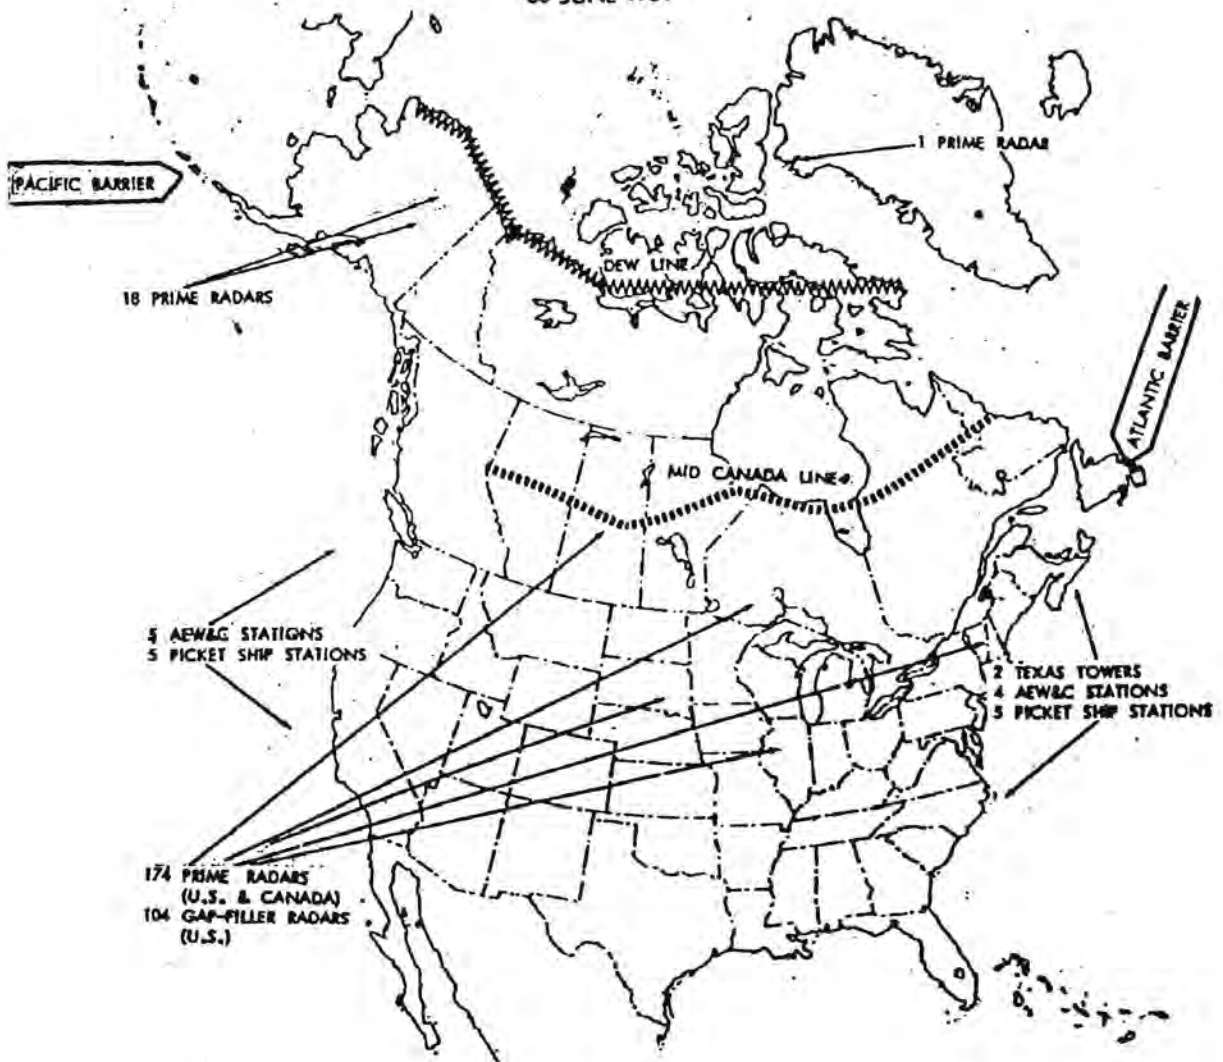 1 PRIME RADAR
PACIFIC BARRIER
DEW LINE
18 PRIME RADARS
ATLANTIC BARRIER
MID CANADA LINE
5 AEW&C STATIONS
5 PICKET SHIP STATIONS
2 TEXAS TOWERS
4 AEW&C STATIONS
5 PICKET SHIP STATIONS
174 PRIME RADARS
(U.S. & CANADA)
104 GAP-FILLER RADARS
(U.S.)